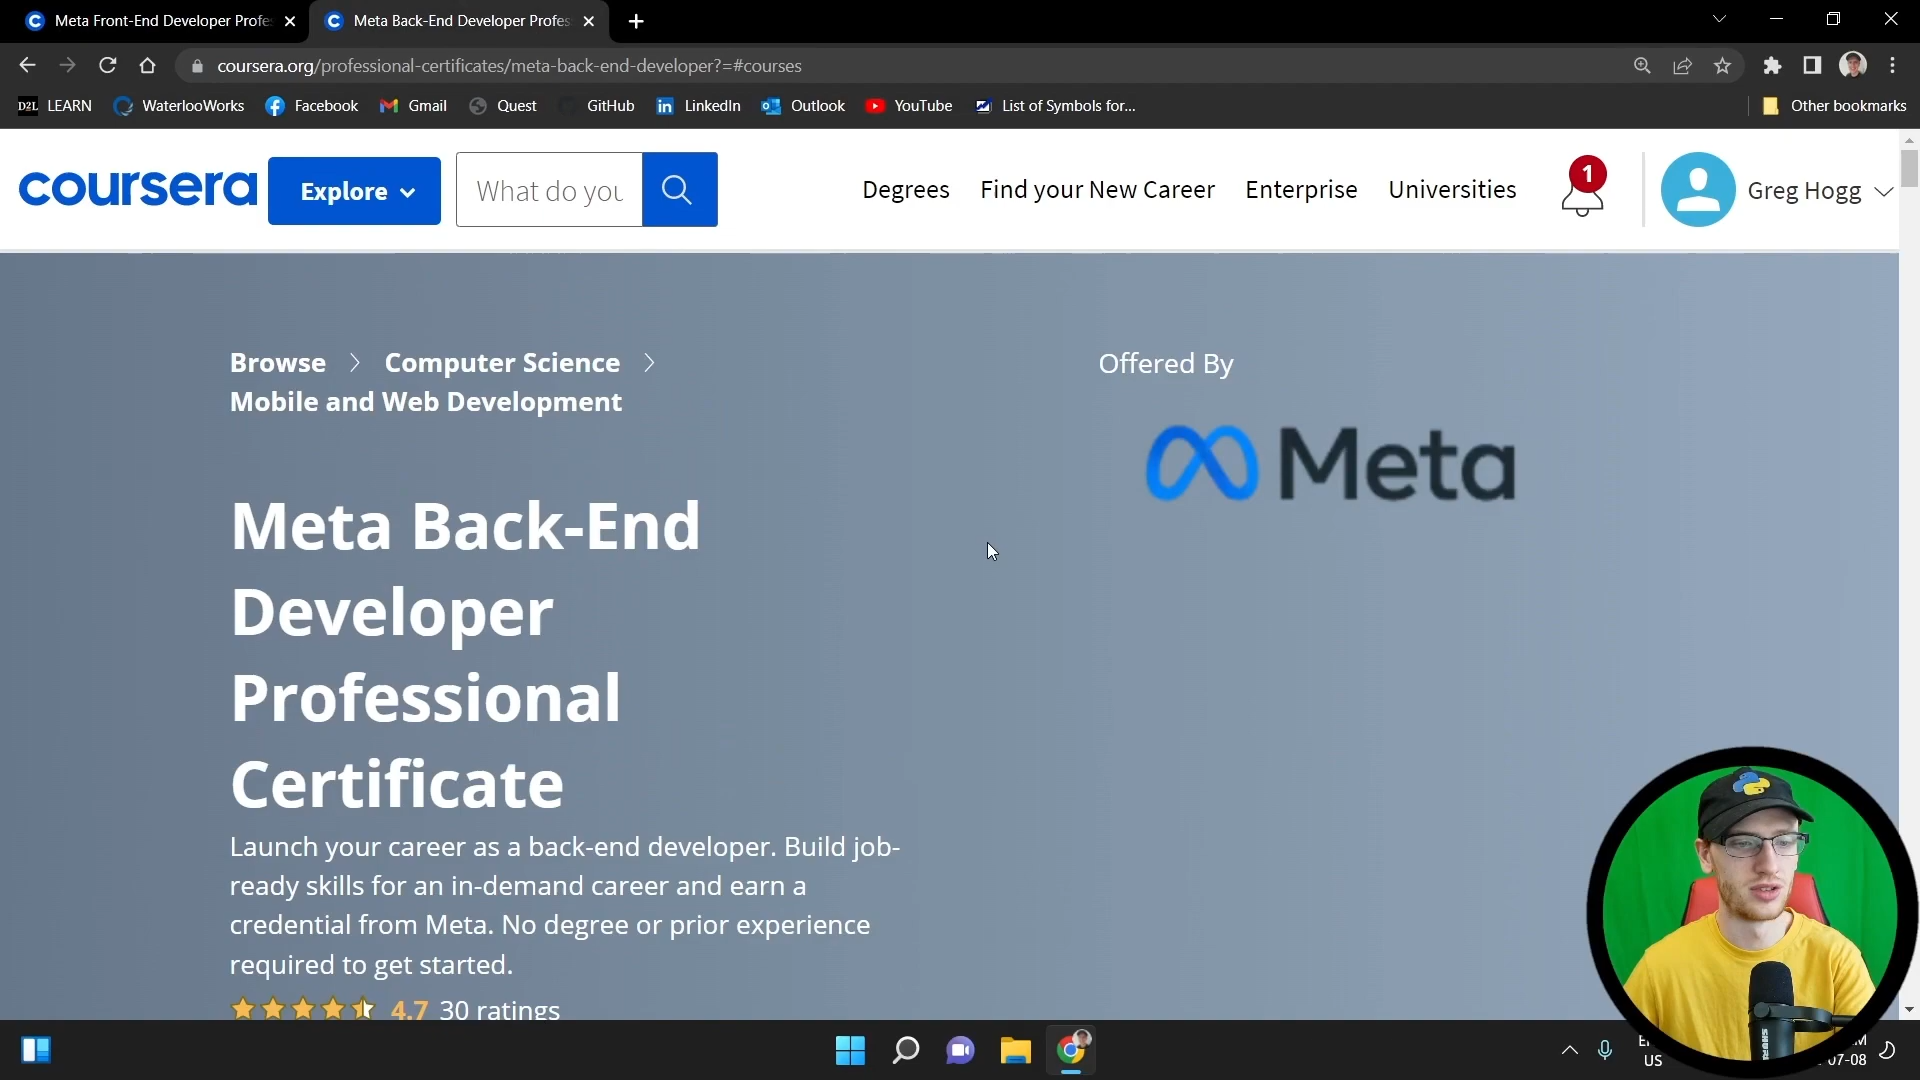 Meta Front-End Developer Profe
Meta Back-End Developer Profes
coursera.org/professional-certificates/meta-back-end-developer?=#courses
D2L LEARN WaterlooWorks Facebook Gmail Quest GitHub LinkedIn Outlook YouTube List of Symbols for... Other bookmarks
coursera Explore What do you Degrees Find your New Career Enterprise Universities 1 Greg Hogg
Browse > Computer Science >
Mobile and Web Development
Offered By
Meta
Meta Back-End
Developer
Professional
Certificate
Launch your career as a back-end developer. Build job-
ready skills for an in-demand career and earn a
credential from Meta. No degree or prior experience
required to get started.
4.7 30 ratings
US
07-08